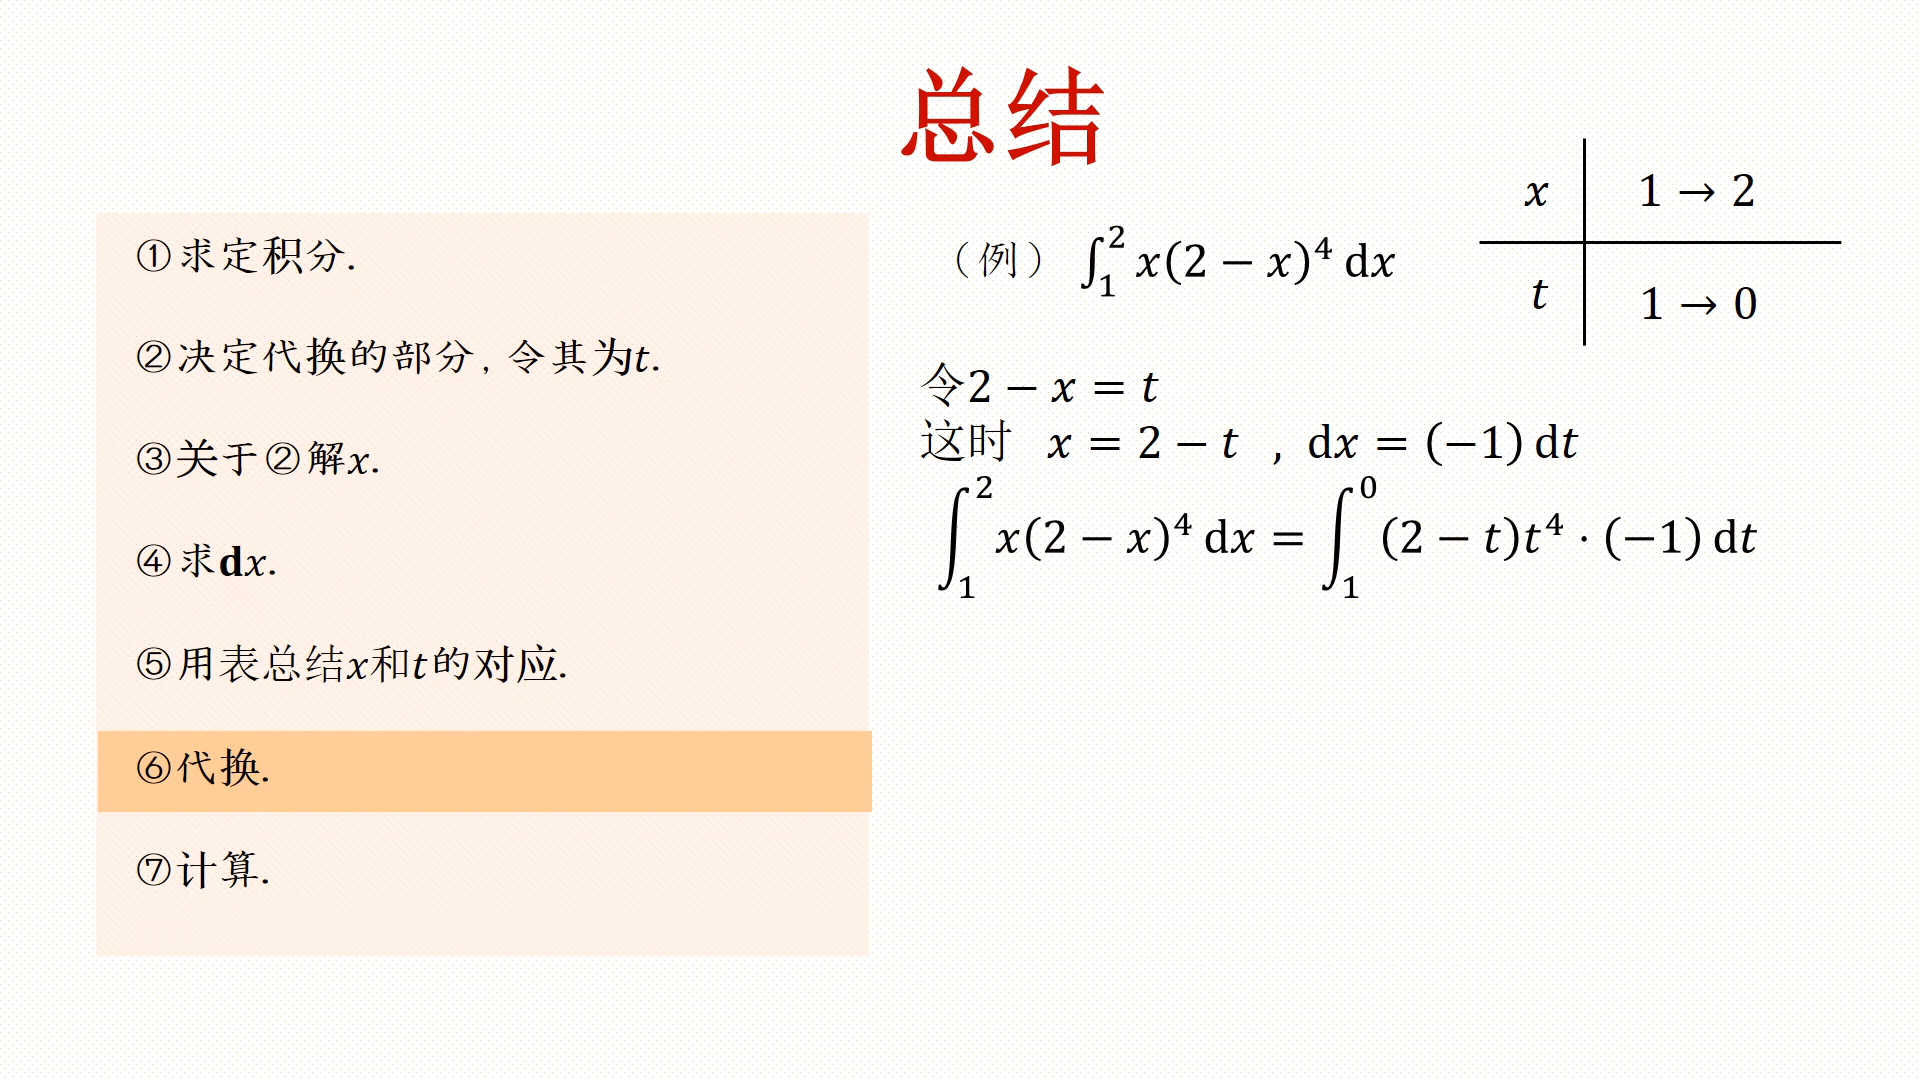 总结
①求定积分.
②决定代换的部分，令其为t.
③关于②解x.
④求dx.
⑤用表总结x和t的对应.
⑥代换.
⑦计算.
（例） ∫₁² x(2 − x)⁴ dx
x 1 → 2
t 1 → 0
令2 − x = t
这时 x = 2 − t , dx = (−1) dt
∫₁² x(2 − x)⁴ dx = ∫₁⁰ (2 − t)t⁴ · (−1) dt